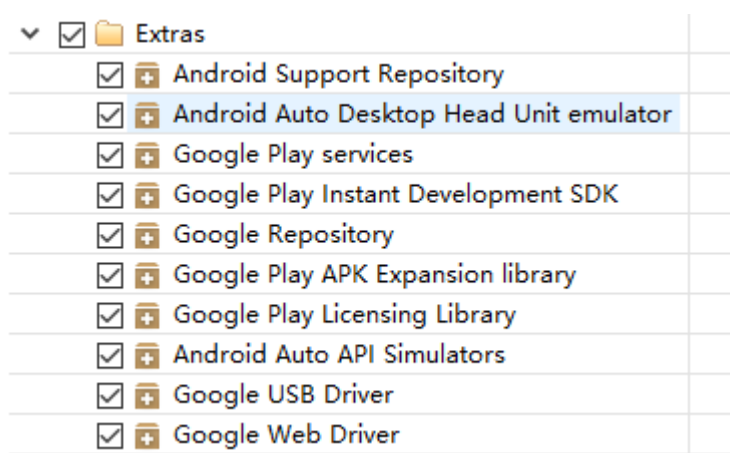 Extras
Android Support Repository
Android Auto Desktop Head Unit emulator
Google Play services
Google Play Instant Development SDK
Google Repository
Google Play APK Expansion library
Google Play Licensing Library
Android Auto API Simulators
Google USB Driver
Google Web Driver